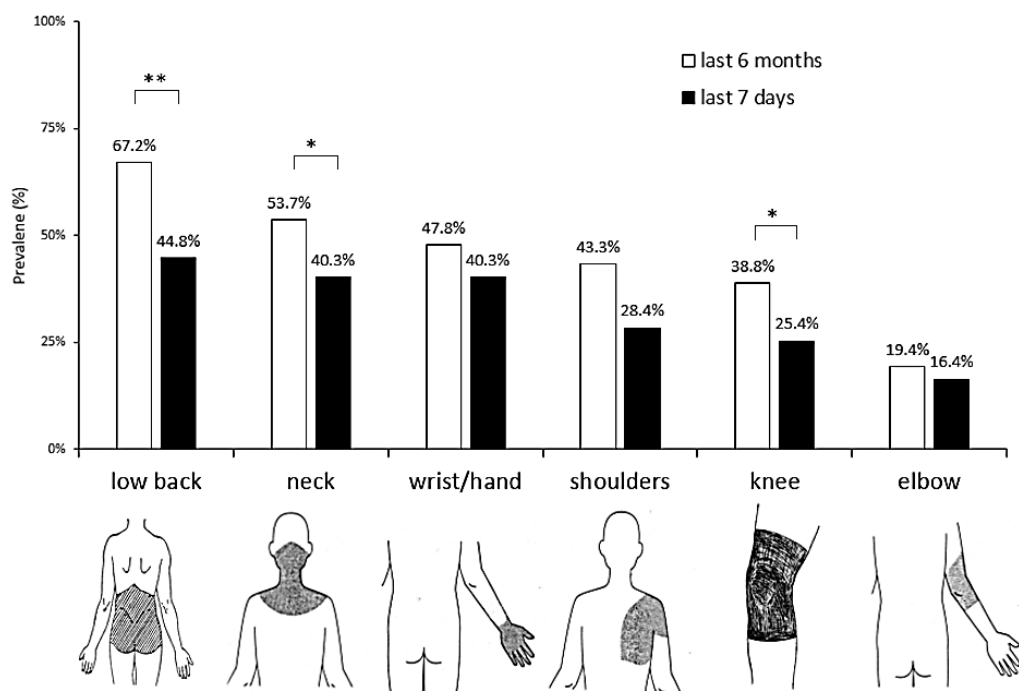 100%
75%
50%
25%
0%
Prevalene (%)
last 6 months
last 7 days
**
67.2%
44.8%
*
53.7%
40.3%
47.8%
40.3%
43.3%
28.4%
*
38.8%
25.4%
19.4%
16.4%
low back
neck
wrist/hand
shoulders
knee
elbow